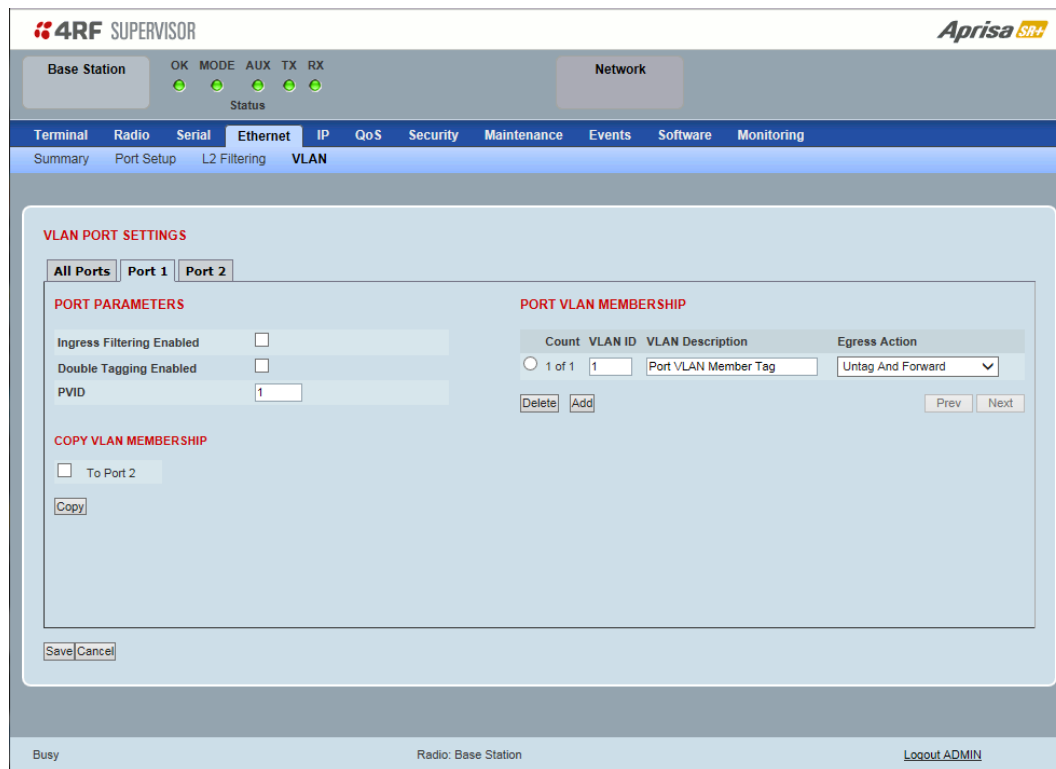 4RF SUPERVISOR
Aprisa SR+
Base Station
OK MODE AUX TX RX
Status
Network
Terminal Radio Serial Ethernet IP QoS Security Maintenance Events Software Monitoring
Summary Port Setup L2 Filtering VLAN
VLAN PORT SETTINGS
All Ports Port 1 Port 2
PORT PARAMETERS
Ingress Filtering Enabled
Double Tagging Enabled
PVID 1
COPY VLAN MEMBERSHIP
To Port 2
Copy
PORT VLAN MEMBERSHIP
Count VLAN ID VLAN Description Egress Action
1 of 1 1 Port VLAN Member Tag Untag And Forward
Delete Add Prev Next
Save Cancel
Busy Radio: Base Station Logout ADMIN